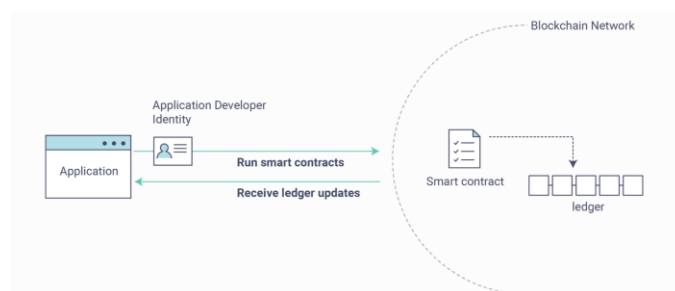 Blockchain Network
Application Developer
Identity
Application
Run smart contracts
Receive ledger updates
Smart contract
ledger